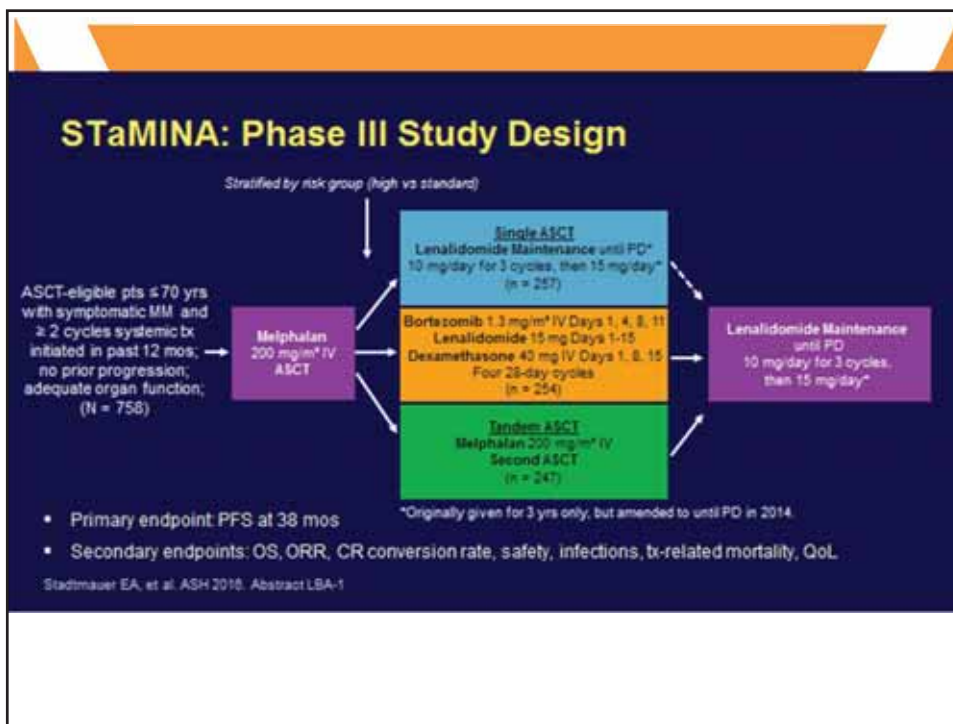 STaMINA: Phase III Study Design
Stratified by risk group (high vs standard)
ASCT-eligible pts ≤ 70 yrs
with symptomatic MM and
≥ 2 cycles systemic tx
initiated in past 12 mos;
no prior progression;
adequate organ function;
(N = 758)
Melphalan
200 mg/m² IV
ASCT
Single ASCT
Lenalidomide Maintenance until PD*
10 mg/day for 3 cycles, then 15 mg/day*
(n = 257)
Bortezomib 1.3 mg/m² IV Days 1, 4, 8, 11
Lenalidomide 15 mg Days 1-15
Dexamethasone 40 mg IV Days 1, 8, 15
Four 28-day cycles
(n = 254)
Tandem ASCT
Melphalan 200 mg/m² IV
Second ASCT
(n = 247)
Lenalidomide Maintenance
until PD
10 mg/day for 3 cycles,
then 15 mg/day*
*Originally given for 3 yrs only, but amended to until PD in 2014.
▪ Primary endpoint: PFS at 38 mos
▪ Secondary endpoints: OS, ORR, CR conversion rate, safety, infections, tx-related mortality, QoL
Stadtmauer EA, et al. ASH 2016. Abstract LBA-1